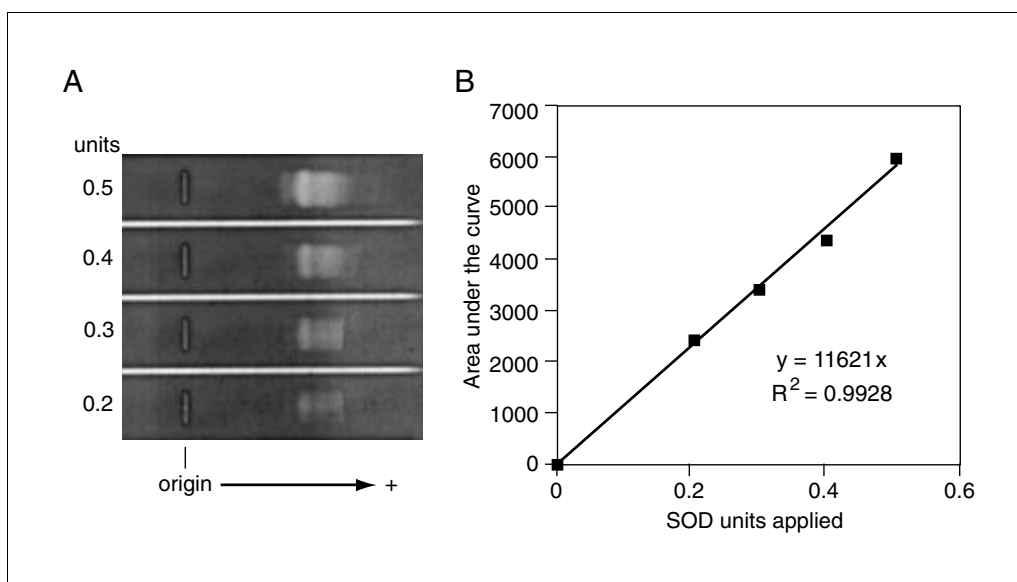 A
units
0.5
0.4
0.3
0.2
origin +
B
Area under the curve
7000
6000
5000
4000
3000
2000
1000
0
y = 11621x
R2 = 0.9928
0 0.2 0.4 0.6
SOD units applied